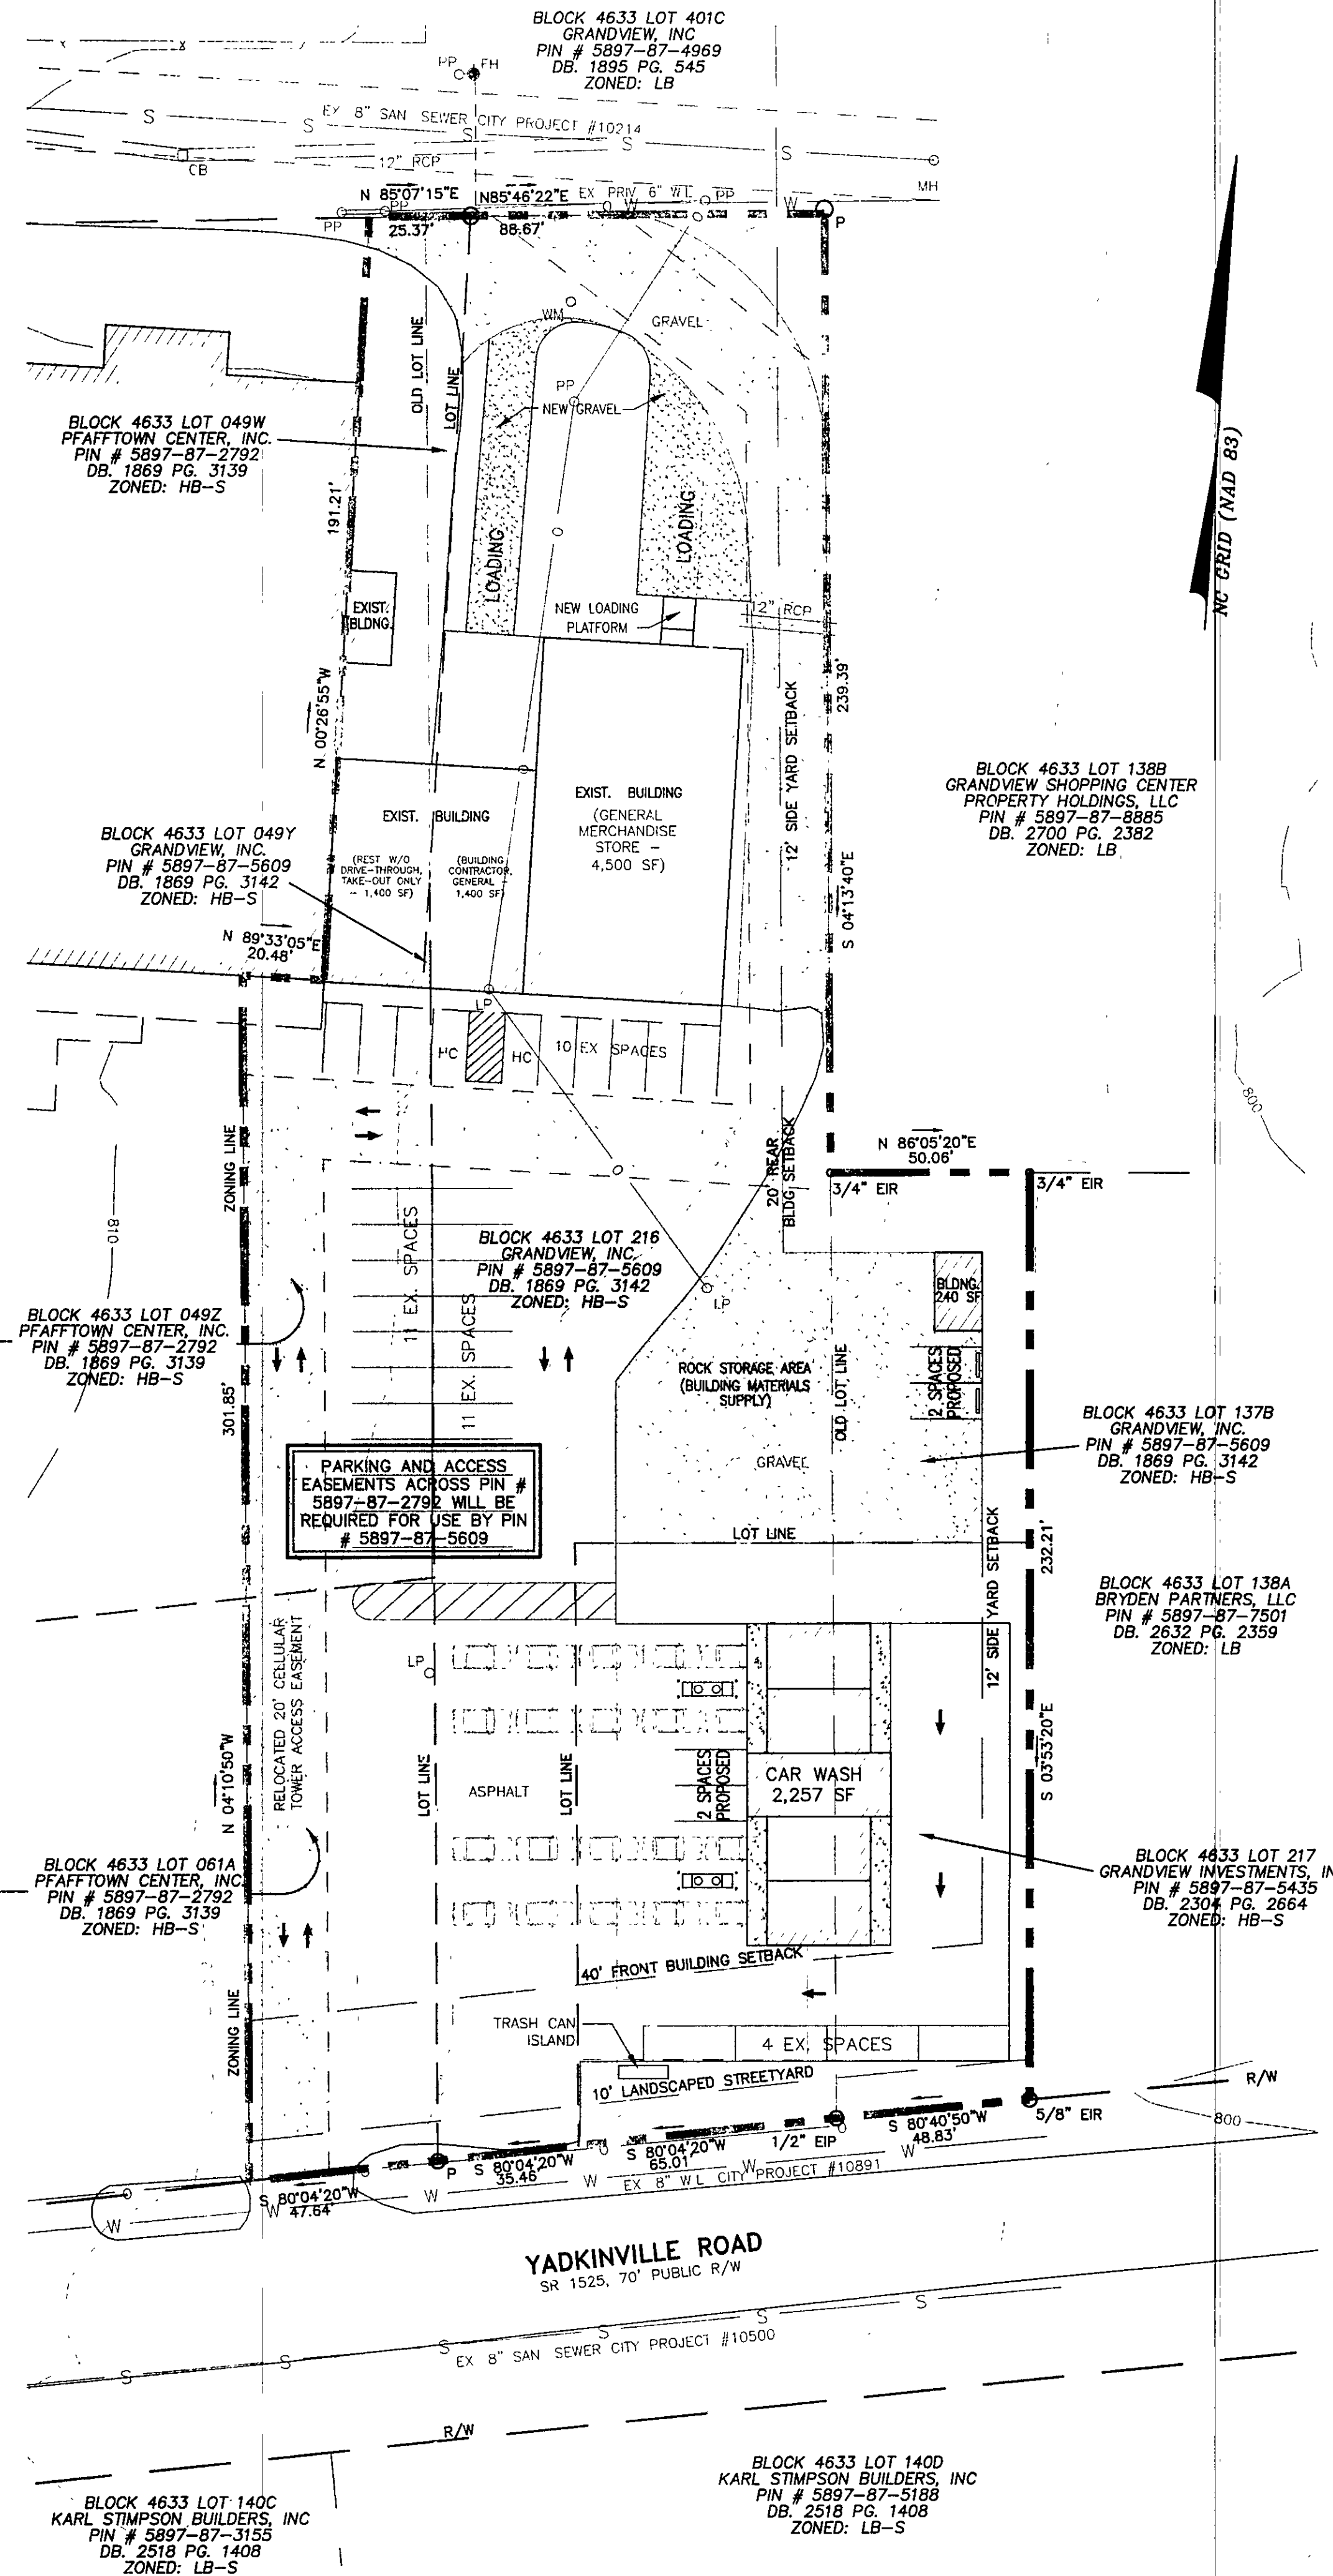 BLOCK 4633 LOT 401C
GRANDVIEW, INC
PIN # 5897-87-4969
DB. 1895 PG. 545
ZONED: LB
PP
FH
S
EX 8" SAN SEWER CITY PROJECT #10214
S
S
S
S
12" RCP
CB
MH
N 85°07'15"E
25.37'
N85°46'22"E
88.67'
EX PRIV 6" WL
PP
PP
PP
W
W
P
WM
GRAVEL
OLD LOT LINE
LOT LINE
PP
NEW GRAVEL
BLOCK 4633 LOT 049W
PFAFFTOWN CENTER, INC.
PIN # 5897-87-2792
DB. 1869 PG. 3139
ZONED: HB-S
NC GRID (NAD 83)
191.21'
LOADING
LOADING
EXIST.
BLDNG.
NEW LOADING
PLATFORM
12" RCP
N 00°26'55"W
12' SIDE YARD SETBACK
239.39'
S 04°13'40"E
BLOCK 4633 LOT 138B
GRANDVIEW SHOPPING CENTER
PROPERTY HOLDINGS, LLC
PIN # 5897-87-8885
DB. 2700 PG. 2382
ZONED: LB
EXIST. BUILDING
(GENERAL
MERCHANDISE
STORE -
4,500 SF)
EXIST. BUILDING
(REST W/O
DRIVE-THROUGH,
TAKE-OUT ONLY
- 1,400 SF)
(BUILDING
CONTRACTOR,
GENERAL -
1,400 SF)
BLOCK 4633 LOT 049Y
GRANDVIEW, INC.
PIN # 5897-87-5609
DB. 1869 PG. 3142
ZONED: HB-S
N 89°33'05"E
20.48'
LP
HC
HC
10 EX SPACES
800
ZONING LINE
20' REAR
BLDG SETBACK
N 86°05'20"E
50.06'
3/4" EIR
3/4" EIR
810
11 EX. SPACES
11 EX. SPACES
BLOCK 4633 LOT 216
GRANDVIEW, INC.
PIN # 5897-87-5609
DB. 1869 PG. 3142
ZONED: HB-S
LP
BLDNG.
240 SF
BLOCK 4633 LOT 049Z
PFAFFTOWN CENTER, INC.
PIN # 5897-87-2792
DB. 1869 PG. 3139
ZONED: HB-S
ROCK STORAGE AREA
(BUILDING MATERIALS
SUPPLY)
OLD LOT LINE
2 SPACES
PROPOSED
301.85'
BLOCK 4633 LOT 137B
GRANDVIEW, INC.
PIN # 5897-87-5609
DB. 1869 PG. 3142
ZONED: HB-S
GRAVEL
PARKING AND ACCESS
EASEMENTS ACROSS PIN #
5897-87-2792 WILL BE
REQUIRED FOR USE BY PIN
# 5897-87-5609
LOT LINE
12' SIDE YARD SETBACK
232.21'
BLOCK 4633 LOT 138A
BRYDEN PARTNERS, LLC
PIN # 5897-87-7501
DB. 2632 PG. 2359
ZONED: LB
RELOCATED 20' CELLULAR
TOWER ACCESS EASEMENT
LP
N 04°10'50"W
S 03°53'20"E
LOT LINE
ASPHALT
LOT LINE
2 SPACES
PROPOSED
CAR WASH
2,257 SF
BLOCK 4633 LOT 061A
PFAFFTOWN CENTER, INC.
PIN # 5897-87-2792
DB. 1869 PG. 3139
ZONED: HB-S
BLOCK 4633 LOT 217
GRANDVIEW INVESTMENTS, IN
PIN # 5897-87-5435
DB. 2304 PG. 2664
ZONED: HB-S
40' FRONT BUILDING SETBACK
ZONING LINE
TRASH CAN
ISLAND
4 EX. SPACES
10' LANDSCAPED STREETYARD
R/W
5/8" EIR
800
S 80°40'50"W
48.83'
1/2" EIP
S 80°04'20"W
65.01'
S 80°04'20"W
35.46'
P
S 80°04'20"W
47.64'
W
W
W
W
W
W
EX 8" WL CITY PROJECT #10891
YADKINVILLE ROAD
SR 1525, 70' PUBLIC R/W
S
S
S
S
S
S
EX 8" SAN SEWER CITY PROJECT #10500
R/W
BLOCK 4633 LOT 140D
KARL STIMPSON BUILDERS, INC
PIN # 5897-87-5188
DB. 2518 PG. 1408
ZONED: LB-S
BLOCK 4633 LOT 140C
KARL STIMPSON BUILDERS, INC
PIN # 5897-87-3155
DB. 2518 PG. 1408
ZONED: LB-S